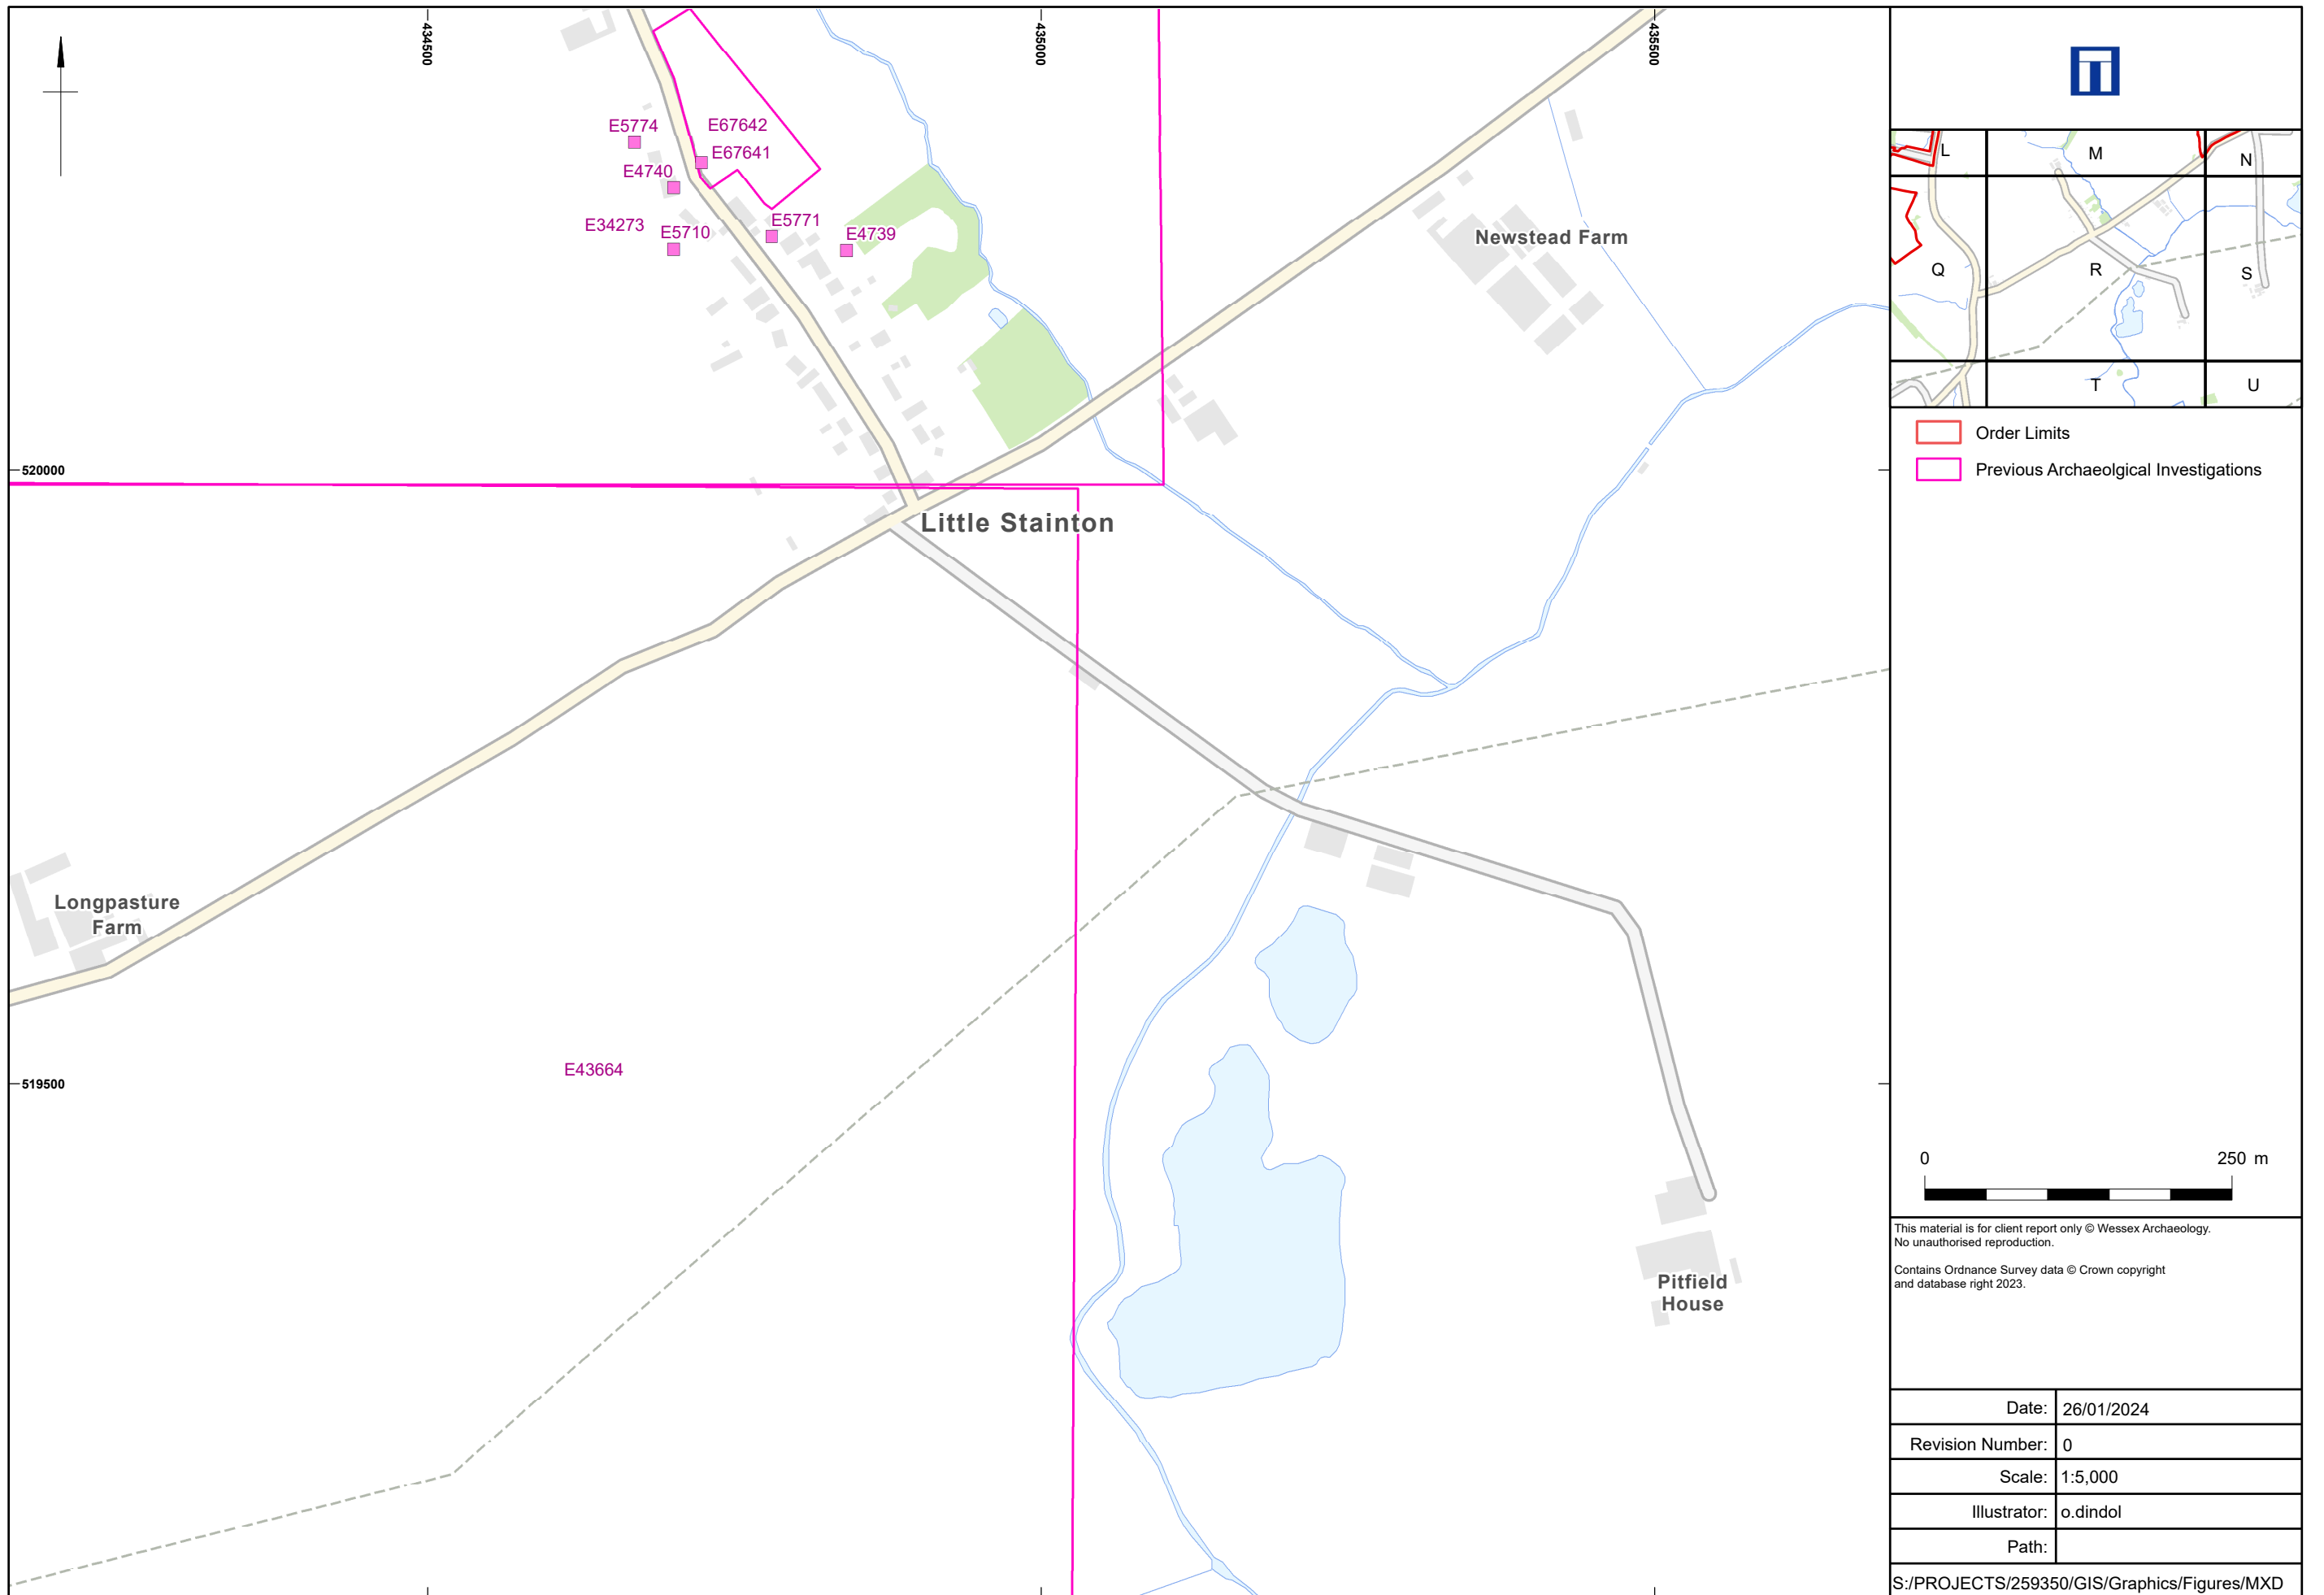 434500
435000
435500
E5774
E67642
E67641
E4740
E34273
E5710
E5771
E4739
Newstead Farm
520000
Little Stainton
Longpasture
Farm
E43664
519500
Pitfield
House
L
M
N
Q
R
S
T
U
Order Limits
Previous Archaeolgical Investigations
0
250 m
This material is for client report only © Wessex Archaeology.
No unauthorised reproduction.
Contains Ordnance Survey data © Crown copyright
and database right 2023.
Date: 26/01/2024
Revision Number: 0
Scale: 1:5,000
Illustrator: o.dindol
Path:
S:/PROJECTS/259350/GIS/Graphics/Figures/MXD